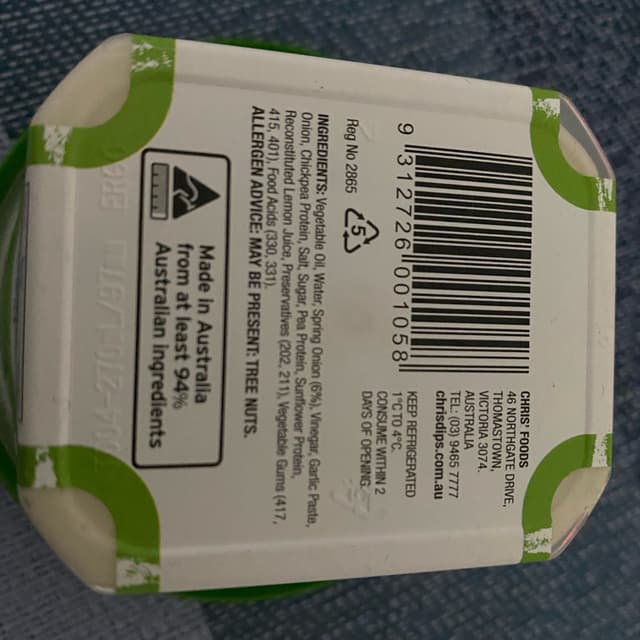 CHRIS' FOODS
46 NORTHGATE DRIVE,
THOMASTOWN,
VICTORIA 3074.
AUSTRALIA
TEL: (03) 9465 7777
chrisdips.com.au
KEEP REFRIGERATED
1°C TO 4°C.
CONSUME WITHIN 2
DAYS OF OPENING.
9 312726 001058
Reg No 2865
5
INGREDIENTS: Vegetable Oil, Water, Spring Onion (6%), Vinegar, Garlic Paste,
Onion, Chickpea Protein, Salt, Sugar, Pea Protein, Sunflower Protein,
Reconstituted Lemon Juice, Preservatives (202, 211), Vegetable Gums (417,
415, 401), Food Acids (330, 331).
ALLERGEN ADVICE: MAY BE PRESENT: TREE NUTS.
Made in Australia
from at least 94%
Australian ingredients